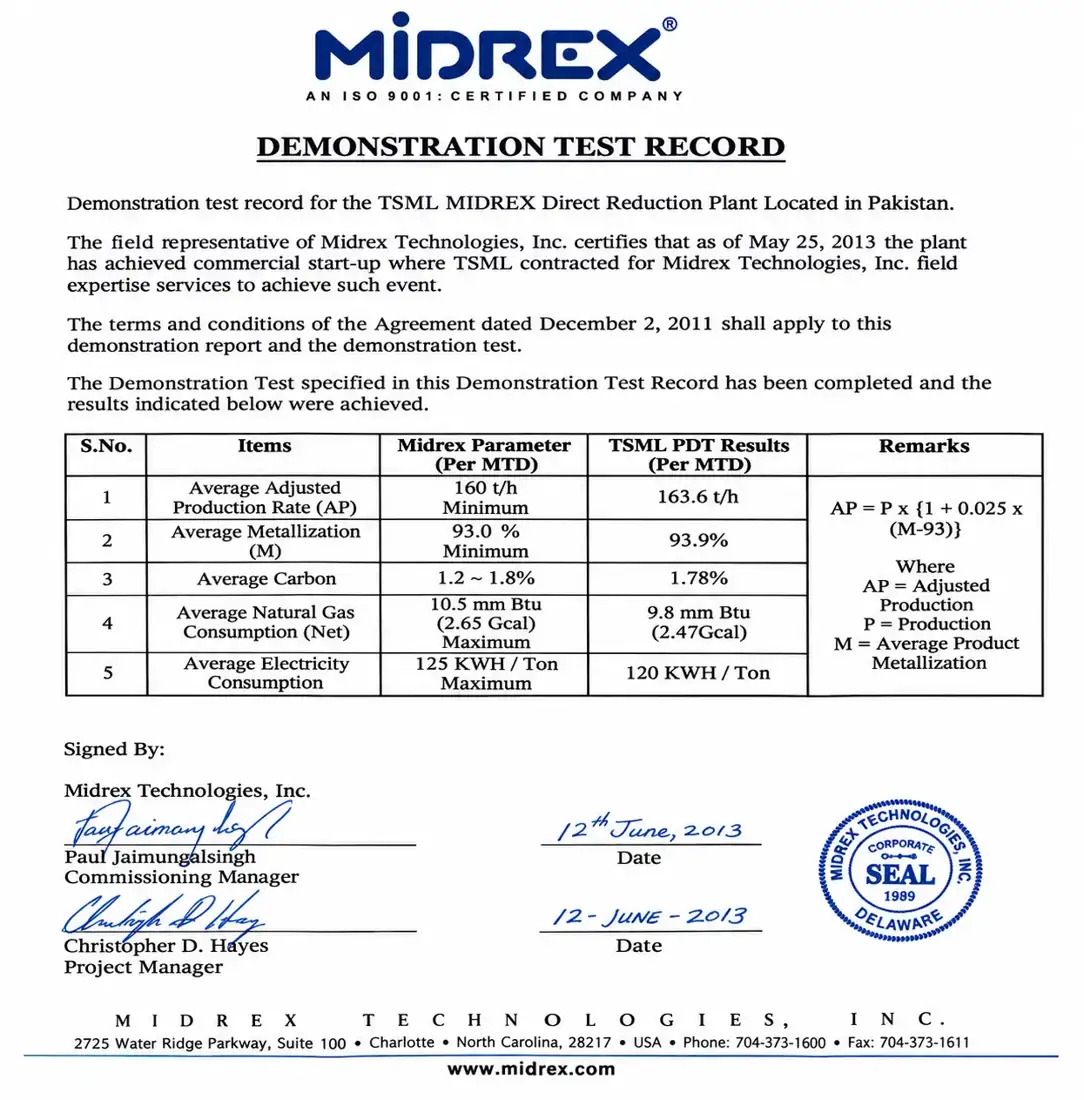 MiDREX®
AN ISO 9001: CERTIFIED COMPANY
DEMONSTRATION TEST RECORD
Demonstration test record for the TSML MIDREX Direct Reduction Plant Located in Pakistan.
The field representative of Midrex Technologies, Inc. certifies that as of May 25, 2013 the plant
has achieved commercial start-up where TSML contracted for Midrex Technologies, Inc. field
expertise services to achieve such event.
The terms and conditions of the Agreement dated December 2, 2011 shall apply to this
demonstration report and the demonstration test.
The Demonstration Test specified in this Demonstration Test Record has been completed and the
results indicated below were achieved.
S.No. Items Midrex Parameter (Per MTD) TSML PDT Results (Per MTD) Remarks
1 Average Adjusted Production Rate (AP) 160 t/h Minimum 163.6 t/h
2 Average Metallization (M) 93.0 % Minimum 93.9%
3 Average Carbon 1.2 ~ 1.8% 1.78%
4 Average Natural Gas Consumption (Net) 10.5 mm Btu (2.65 Gcal) Maximum 9.8 mm Btu (2.47Gcal)
5 Average Electricity Consumption 125 KWH / Ton Maximum 120 KWH / Ton
AP = P x {1 + 0.025 x
(M-93)}
Where
AP = Adjusted
Production
P = Production
M = Average Product
Metallization
Signed By:
Midrex Technologies, Inc.
12th June, 2013
Paul Jaimungalsingh
Date
Commissioning Manager
12 - JUNE - 2013
Christopher D. Hayes
Date
Project Manager
MIDREX TECHNOLOGIES, INC.
CORPORATE
SEAL
1989
DELAWARE
MIDREX TECHNOLOGIES, INC.
2725 Water Ridge Parkway, Suite 100 • Charlotte • North Carolina, 28217 • USA • Phone: 704-373-1600 • Fax: 704-373-1611
www.midrex.com